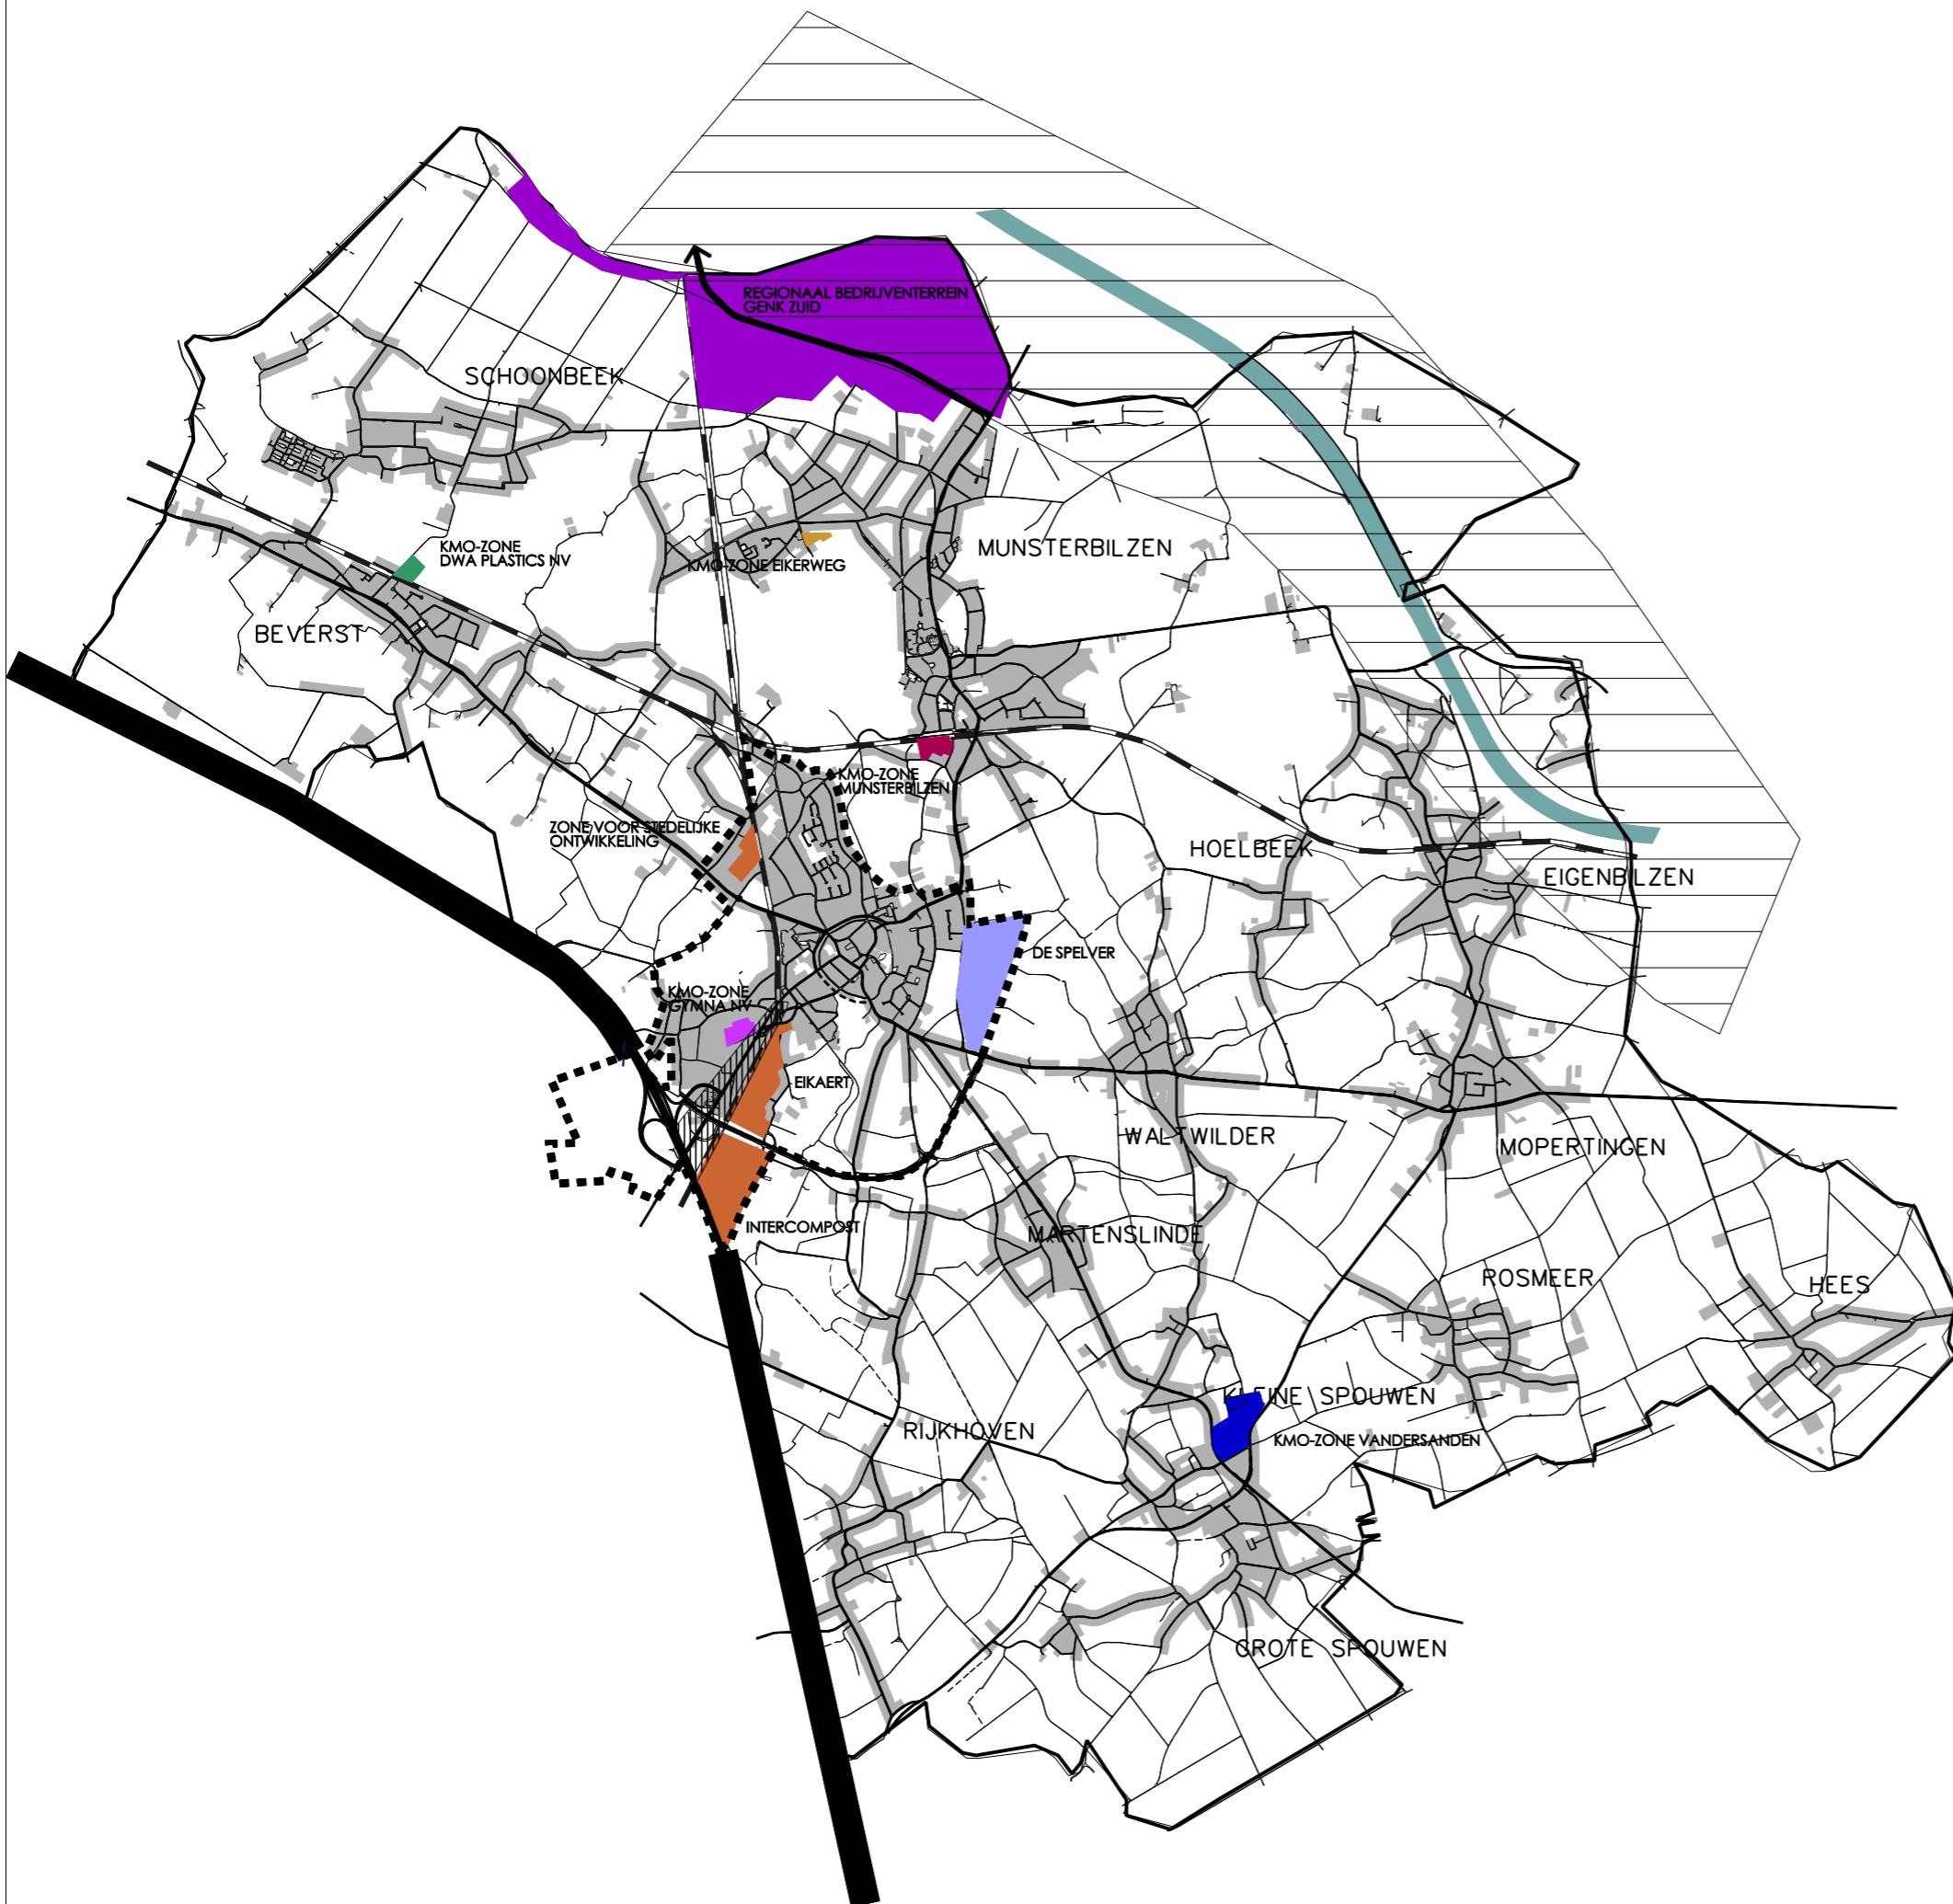 REGIONAAL BEDRIJVENTERREIN
GENK ZUID
SCHOONBEEK
KMO-ZONE
DWA PLASTICS NV
MUNSTERBILZEN
KMO-ZONE EIKERWEG
BEVERST
KMO-ZONE
MUNSTERBILZEN
ZONE VOOR STEDELIJKE
ONTWIKKELING
HOELBEEK
EIGENBILZEN
DE SPELVER
KMO-ZONE
GYMNA NV
EIKAERT
WALTWILDER
MOPERTINGEN
INTERCOMPOST
MARTENSLINDE
ROSMEER
HEES
KLEINE SPOUWEN
RIJKHOVEN
KMO-ZONE VANDERSANDEN
GROTE SPOUWEN